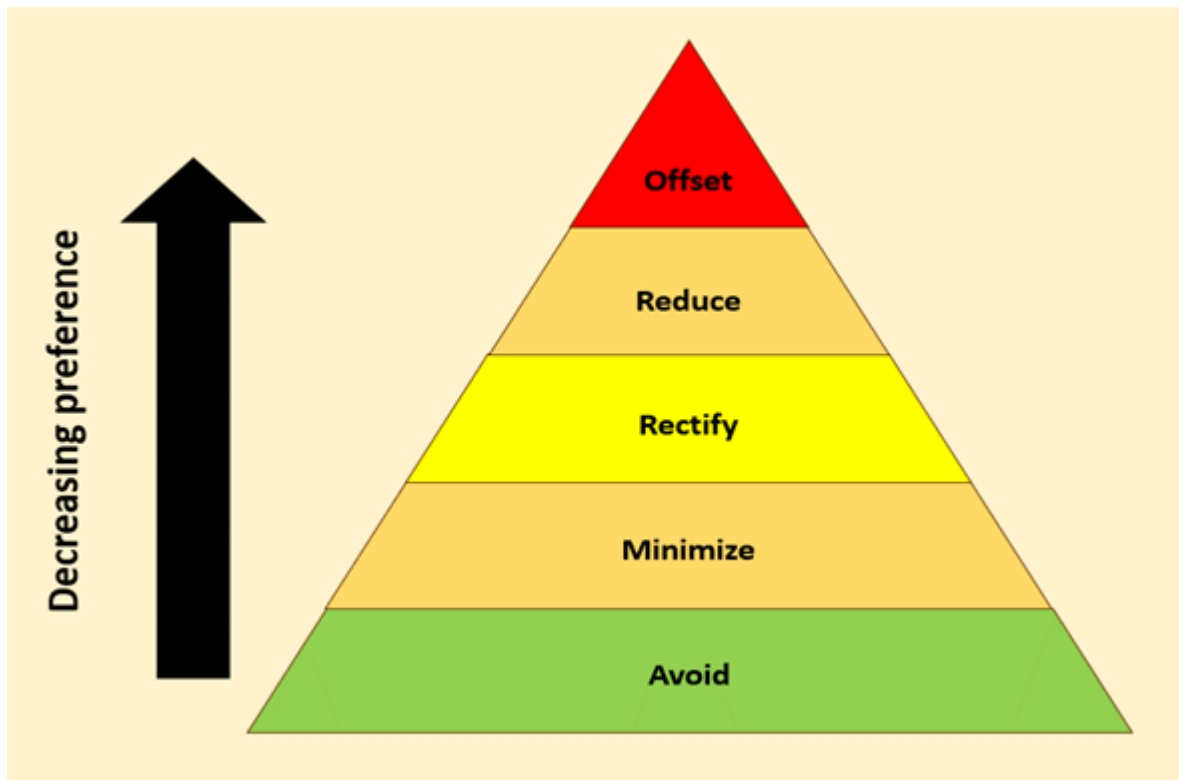 Offset
Reduce
Rectify
Minimize
Avoid
Decreasing preference